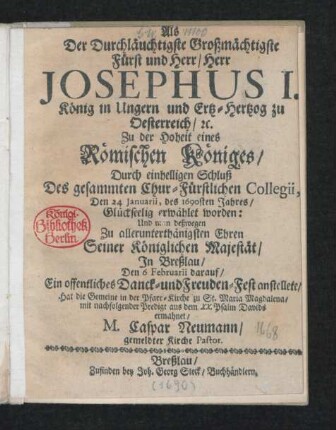 Als
Der Durchläuchtigste Großmächtigste
Fürst und Herr/ Herr
JOSEPHUS I.
König in Ungern und Ertz-Hertzog zu
Oesterreich/ ꝛc.
Zu der Hoheit eines
Römischen Königes/
Durch einhelligen Schluß
Des gesammten Chur-Fürstlichen Collegii,
Den 24 Januarii, des 1690sten Jahres/
Glückselig erwählet worden:
Und man deßwegen
Zu allerunterthänigsten Ehren
Seiner Königlichen Majestät/
In Breßlau/
Den 6 Februarii darauf/
Ein offentliches Danck-und Freuden-Fest anstellete/
Hat die Gemeine in der Pfarr-Kirche zu St. Maria Magdalena/
mit nachfolgender Predigt aus dem XX Psalm Davids
ermahnet/
M. Caspar Neumann/
gemeldter Kirche Pastor.
Breßlau/
Zufinden bey Joh. Georg Steck/ Buchhändlern,
(1690)
Königl.
Bibliothek
Berlin.
1668